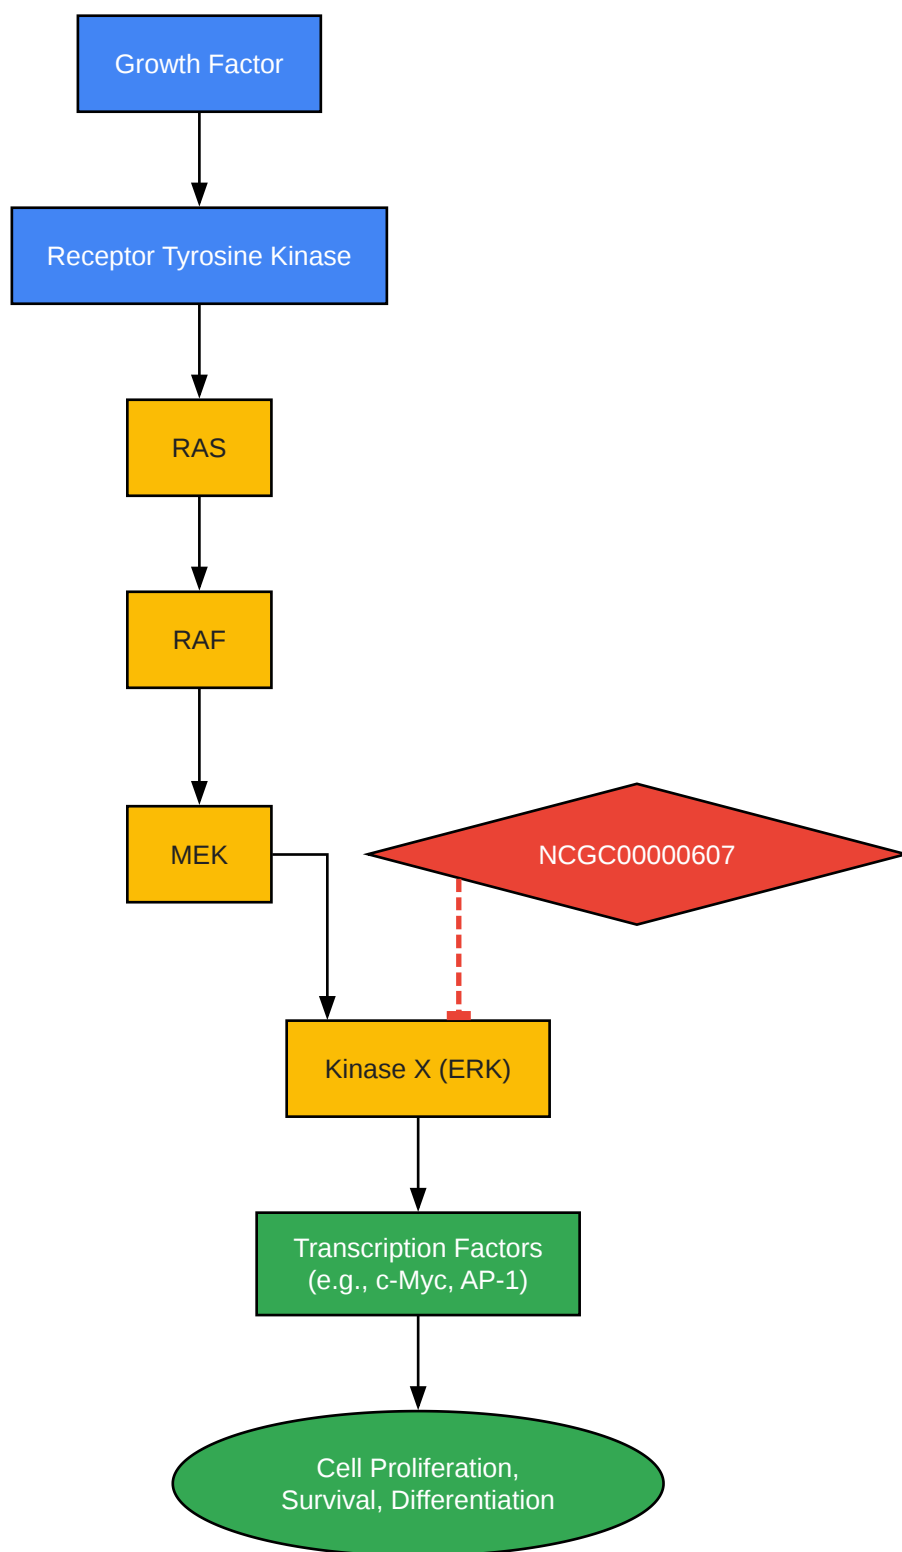 Growth Factor
Receptor Tyrosine Kinase
RAS
RAF
MEK
NCGC00000607
Kinase X (ERK)
Transcription Factors
(e.g., c-Myc, AP-1)
Cell Proliferation,
Survival, Differentiation